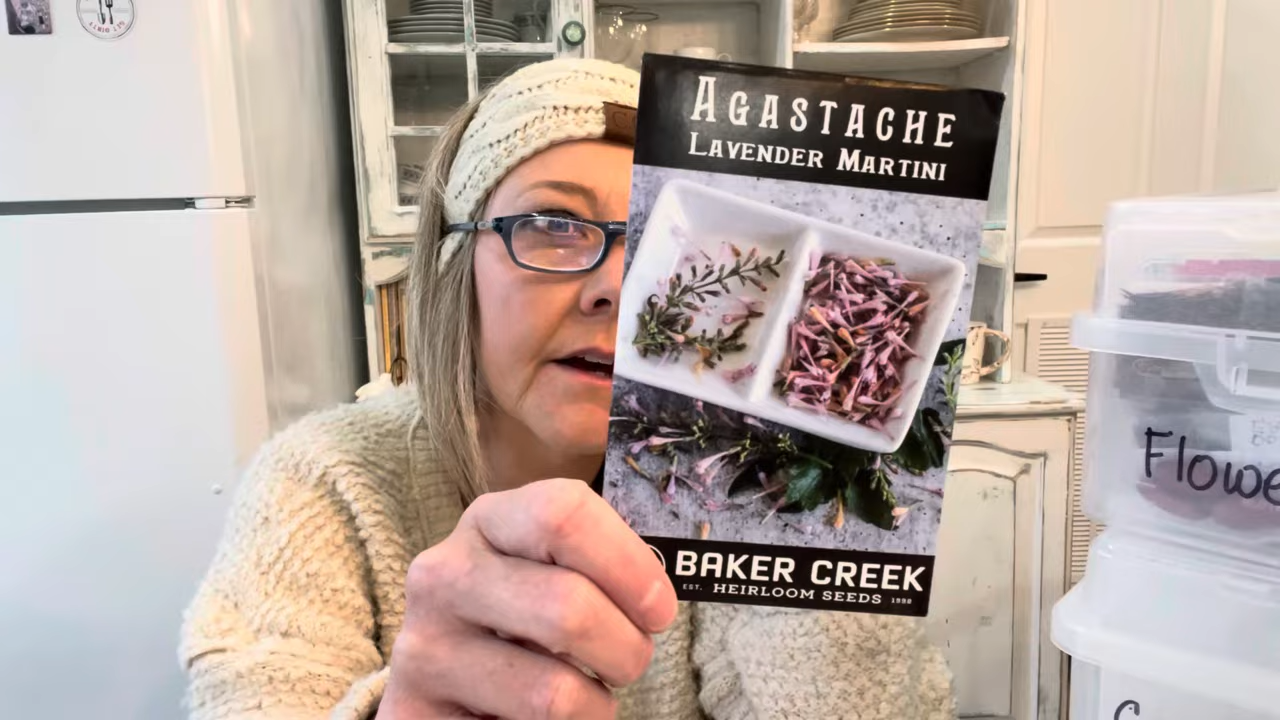 AGASTACHE
LAVENDER MARTINI
BAKER CREEK
EST. HEIRLOOM SEEDS 1998
Flowe